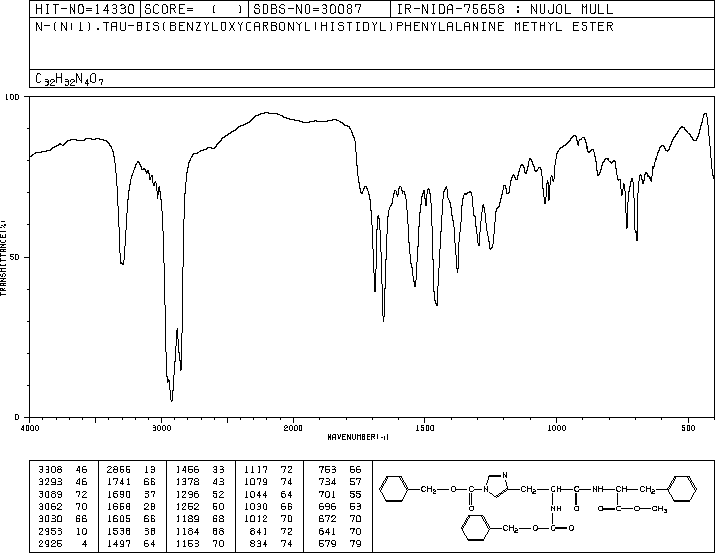 HIT-NO=14330 SCORE= ( ) SDBS-NO=30087 IR-NIDA-75658 : NUJOL MULL
N-(N(1).TAU-BIS(BENZYLOXYCARBONYL)HISTIDYL)PHENYLALANINE METHYL ESTER
C32H32N4O7
100
TRANSMITTANCE(%)
50
0
4000 3000 2000 1500 1000 500
WAVENUMBER(-1)
3308 46 2855 13 1456 33 1117 72 753 66
3293 46 1741 66 1378 43 1079 74 734 57
3089 72 1690 37 1296 52 1044 64 701 55
3062 70 1658 28 1252 50 1030 66 696 53
3030 66 1605 66 1189 68 1012 70 672 70
2953 10 1538 38 1184 68 841 72 641 70
2925 4 1497 64 1153 70 834 74 579 79
N
CH2 O C N CH2 CH C NH CH CH2
O NH O O C O CH3
CH2 O C O